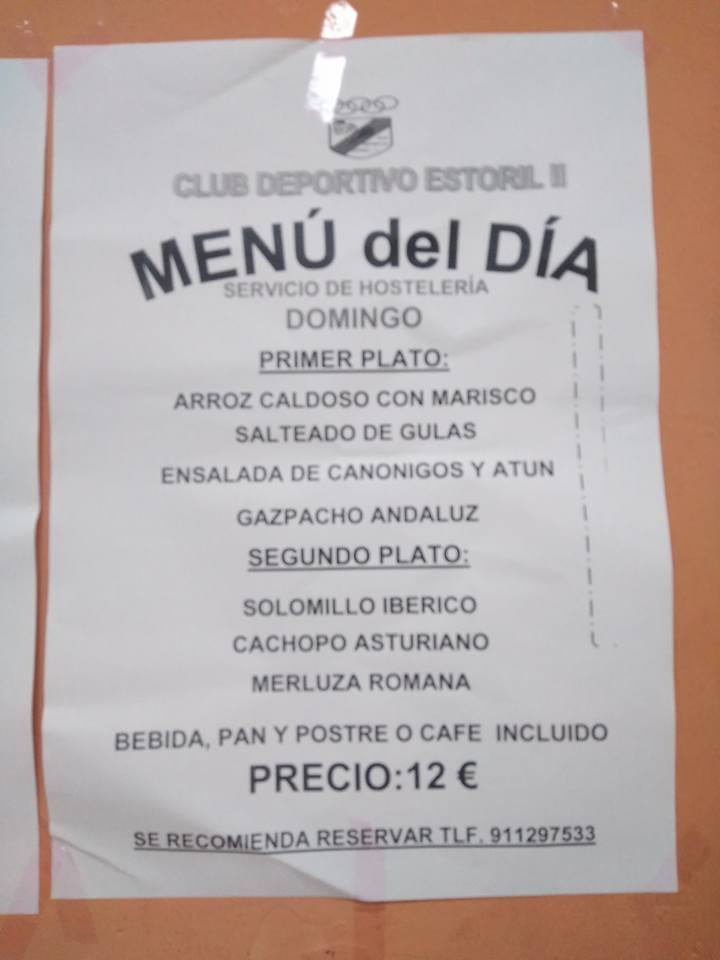 CLUB DEPORTIVO ESTORIL II
MENÚ del DÍA
SERVICIO DE HOSTELERÍA
DOMINGO
PRIMER PLATO:
ARROZ CALDOSO CON MARISCO
SALTEADO DE GULAS
ENSALADA DE CANONIGOS Y ATUN
GAZPACHO ANDALUZ
SEGUNDO PLATO:
SOLOMILLO IBERICO
CACHOPO ASTURIANO
MERLUZA ROMANA
BEBIDA, PAN Y POSTRE O CAFE INCLUIDO
PRECIO:12 €
SE RECOMIENDA RESERVAR TLF. 911297533